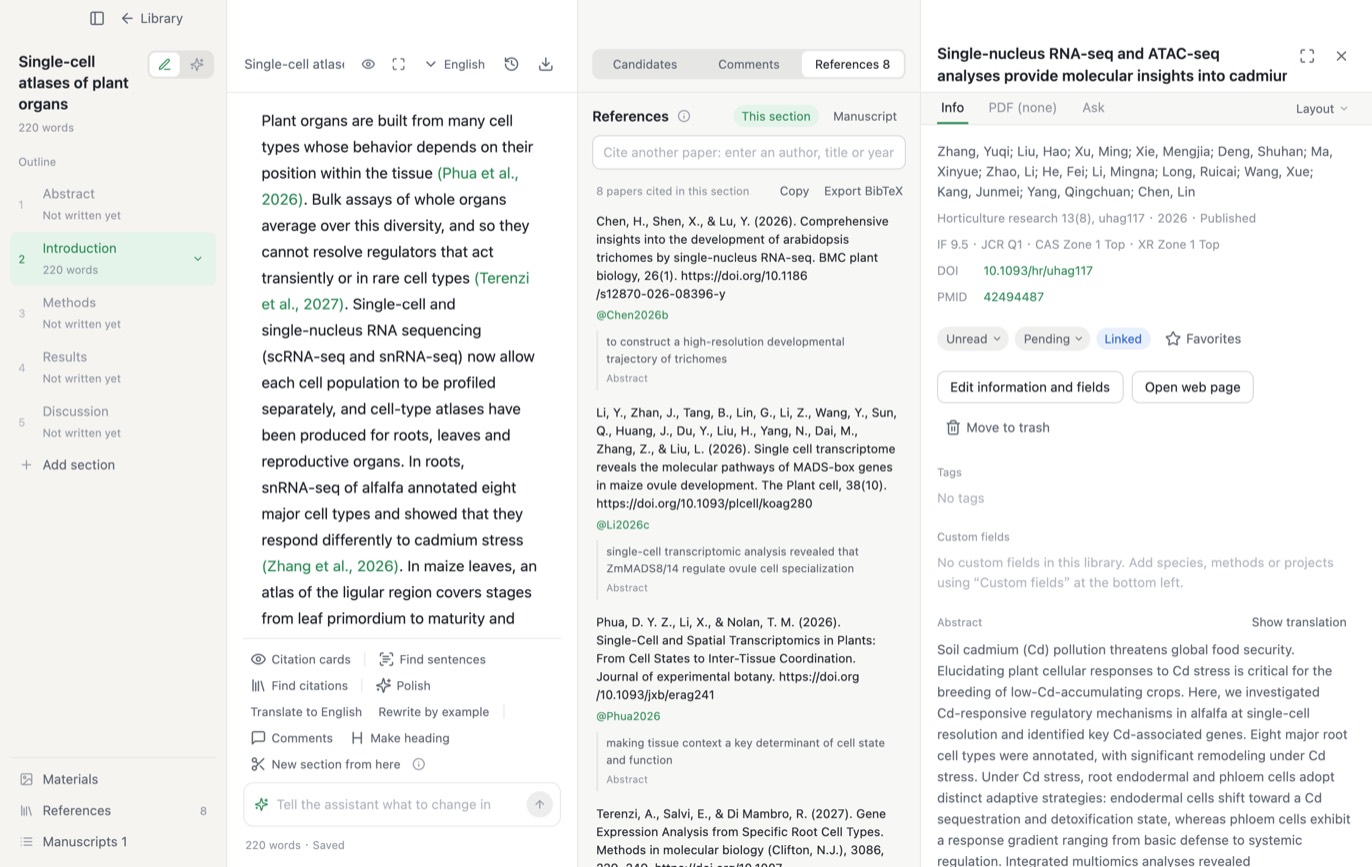 Library
Single-cell
atlases of plant
organs
220 words
Outline
1
Abstract
Not written yet
2
Introduction
220 words
3
Methods
Not written yet
4
Results
Not written yet
5
Discussion
Not written yet
Add section
Materials
References 8
Manuscripts 1
English
Plant organs are built from many cell
types whose behavior depends on their
position within the tissue (Phua et al.,
2026). Bulk assays of whole organs
average over this diversity, and so they
cannot resolve regulators that act
transiently or in rare cell types (Terenzi
et al., 2027). Single-cell and
single-nucleus RNA sequencing
(scRNA-seq and snRNA-seq) now allow
each cell population to be profiled
separately, and cell-type atlases have
been produced for roots, leaves and
reproductive organs. In roots,
snRNA-seq of alfalfa annotated eight
major cell types and showed that they
respond differently to cadmium stress
(Zhang et al., 2026). In maize leaves, an
atlas of the ligular region covers stages
from leaf primordium to maturity and
Citation cards
Find sentences
Find citations
Polish
Translate to English
Rewrite by example
Comments
Make heading
New section from here
Tell the assistant what to change in
220 words · Saved
Candidates
Comments
References 8
References
This section
Manuscript
Cite another paper: enter an author, title or year
8 papers cited in this section
Copy
Export BibTeX
Chen, H., Shen, X., & Lu, Y. (2026). Comprehensive
insights into the development of arabidopsis
trichomes by single-nucleus RNA-seq. BMC plant
biology, 26(1). https://doi.org/10.1186
/s12870-026-08396-y
@Chen2026b
to construct a high-resolution developmental
trajectory of trichomes
Abstract
Li, Y., Zhan, J., Tang, B., Lin, G., Li, Z., Wang, Y., Sun,
Q., Huang, J., Du, Y., Liu, H., Yang, N., Dai, M.,
Zhang, Z., & Liu, L. (2026). Single cell transcriptome
reveals the molecular pathways of MADS-box genes
in maize ovule development. The Plant cell, 38(10).
https://doi.org/10.1093/plcell/koag280
@Li2026c
single-cell transcriptomic analysis revealed that
ZmMADS8/14 regulate ovule cell specialization
Abstract
Phua, D. Y. Z., Li, X., & Nolan, T. M. (2026).
Single-Cell and Spatial Transcriptomics in Plants:
From Cell States to Inter-Tissue Coordination.
Journal of experimental botany. https://doi.org
/10.1093/jxb/erag241
@Phua2026
making tissue context a key determinant of cell state
and function
Abstract
Terenzi, A., Salvi, E., & Di Mambro, R. (2027). Gene
Expression Analysis from Specific Root Cell Types.
Methods in molecular biology (Clifton, N.J.), 3086,
Single-nucleus RNA-seq and ATAC-seq
analyses provide molecular insights into cadmiur
Info
PDF (none)
Ask
Layout
Zhang, Yuqi; Liu, Hao; Xu, Ming; Xie, Mengjia; Deng, Shuhan; Ma,
Xinyue; Zhao, Li; He, Fei; Li, Mingna; Long, Ruicai; Wang, Xue;
Kang, Junmei; Yang, Qingchuan; Chen, Lin
Horticulture research 13(8), uhag117 · 2026 · Published
IF 9.5 · JCR Q1 · CAS Zone 1 Top · XR Zone 1 Top
DOI 10.1093/hr/uhag117
PMID 42494487
Unread
Pending
Linked
Favorites
Edit information and fields
Open web page
Move to trash
Tags
No tags
Custom fields
No custom fields in this library. Add species, methods or projects
using “Custom fields” at the bottom left.
Abstract
Show translation
Soil cadmium (Cd) pollution threatens global food security.
Elucidating plant cellular responses to Cd stress is critical for the
breeding of low-Cd-accumulating crops. Here, we investigated
Cd-responsive regulatory mechanisms in alfalfa at single-cell
resolution and identified key Cd-associated genes. Eight major root
cell types were annotated, with significant remodeling under Cd
stress. Under Cd stress, root endodermal and phloem cells adopt
distinct adaptive strategies: endodermal cells shift toward a Cd
sequestration and detoxification state, whereas phloem cells exhibit
a response gradient ranging from basic defense to systemic
regulation. Integrated multiomics analyses revealed